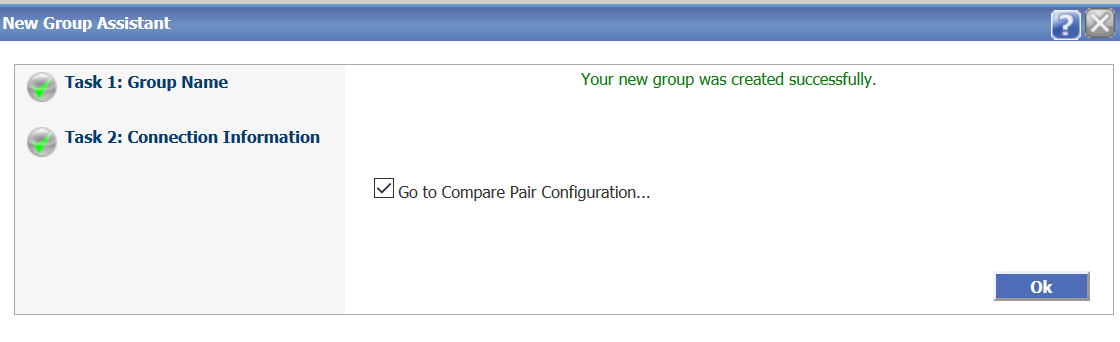 New Group Assistant
?
Task 1: Group Name
Your new group was created successfully.
Task 2: Connection Information
Go to Compare Pair Configuration...
Ok